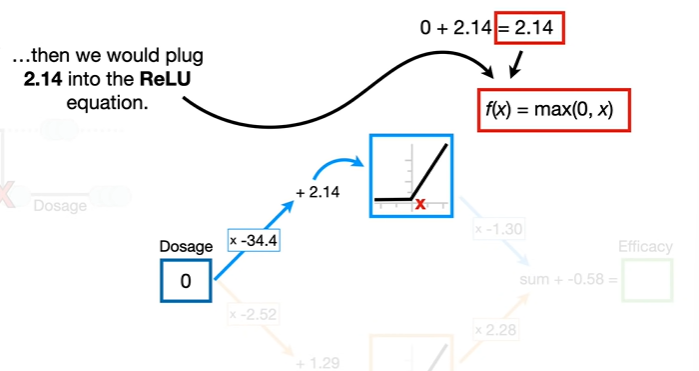 0 + 2.14 = 2.14
...then we would plug
2.14 into the ReLU
equation.
f(x) = max(0, x)
+ 2.14
x
Dosage
x -34.4
x -1.30
Dosage
Efficacy
0
sum + -0.58 =
x -2.52
x 2.28
+ 1.29